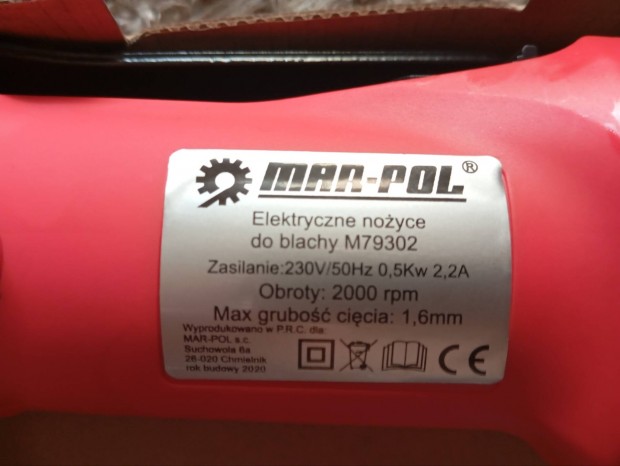 MAR-POL®
Elektryczne nożyce
do blachy M79302
Zasilanie:230V/50Hz 0,5Kw 2,2A
Obroty: 2000 rpm
Max grubość cięcia: 1,6mm
Wyprodukowano w P.R.C. dla:
MAR-POL s.c.
Suchowola 6a
26-020 Chmielnik
rok budowy 2020
CE